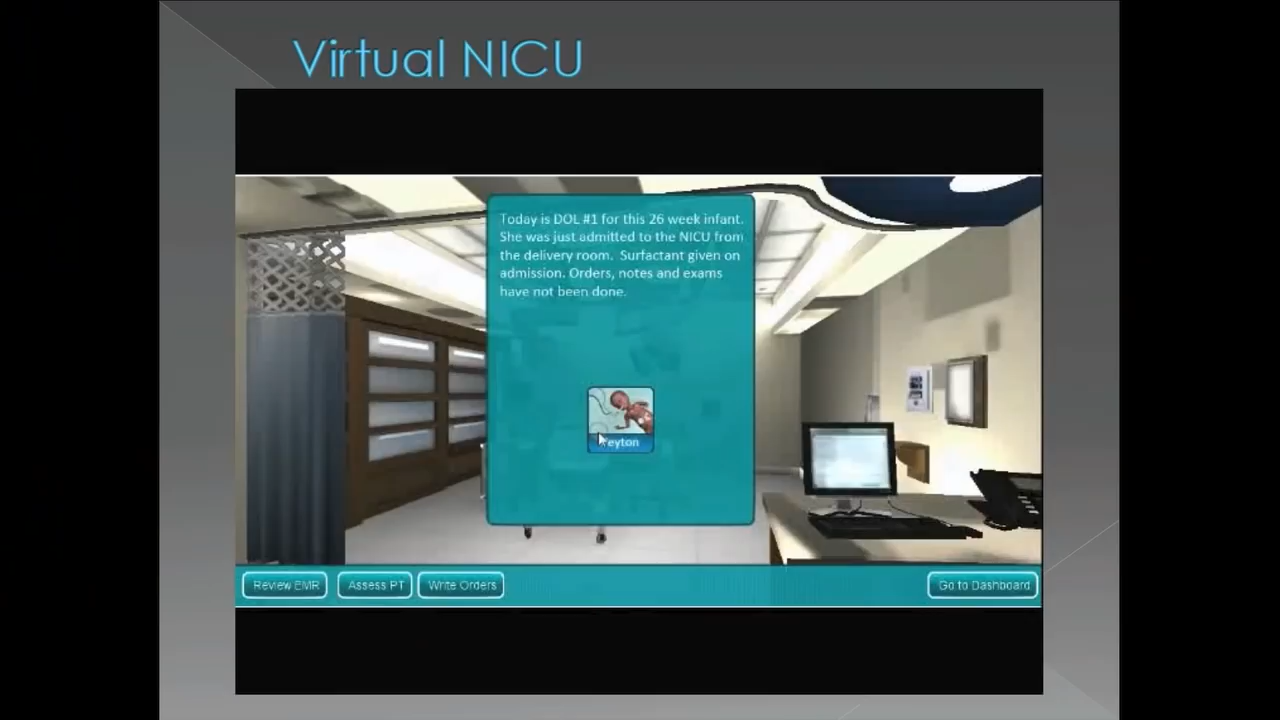 Virtual NICU
Today is DOL #1 for this 26 week infant.
She was just admitted to the NICU from
the delivery room. Surfactant given on
admission. Orders, notes and exams
have not been done.
eyton
Review EMR
Assess PT
Write Orders
Go to Dashboard